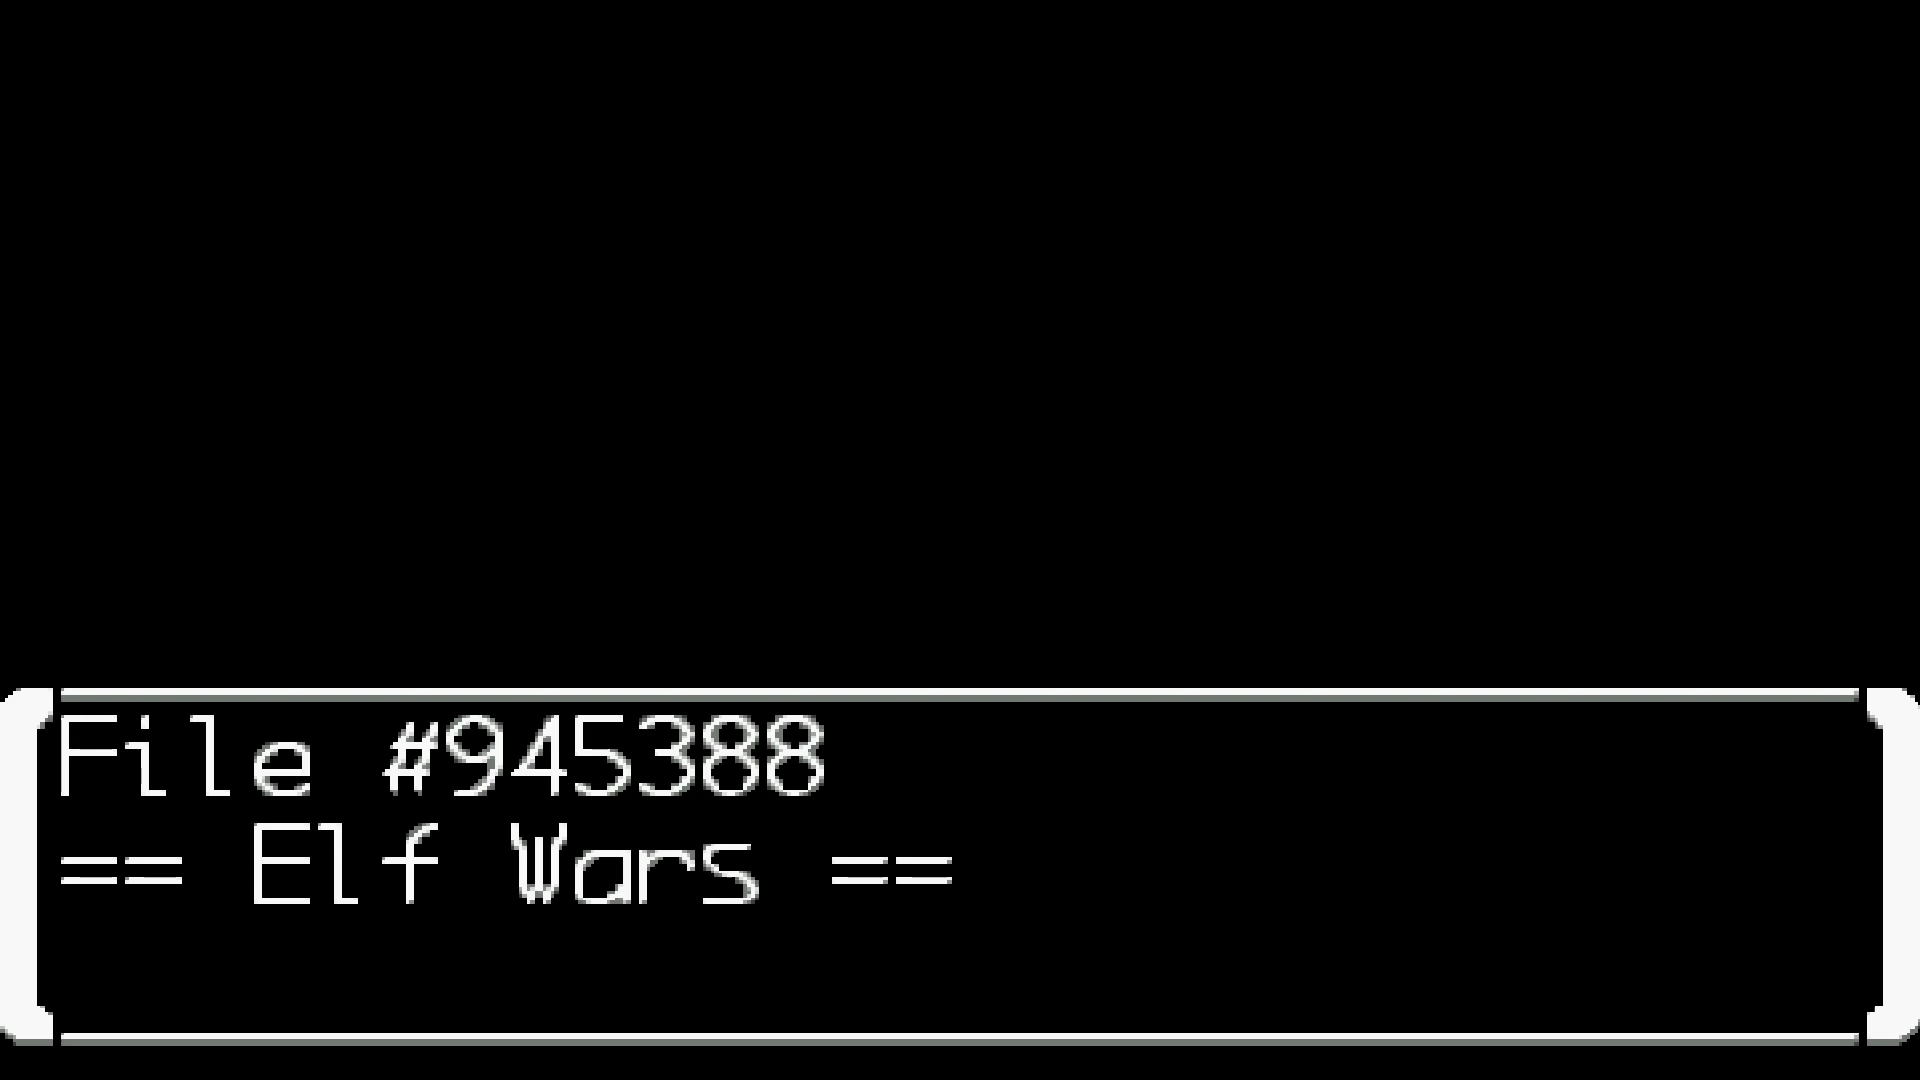 File #945388
== Elf Wars ==